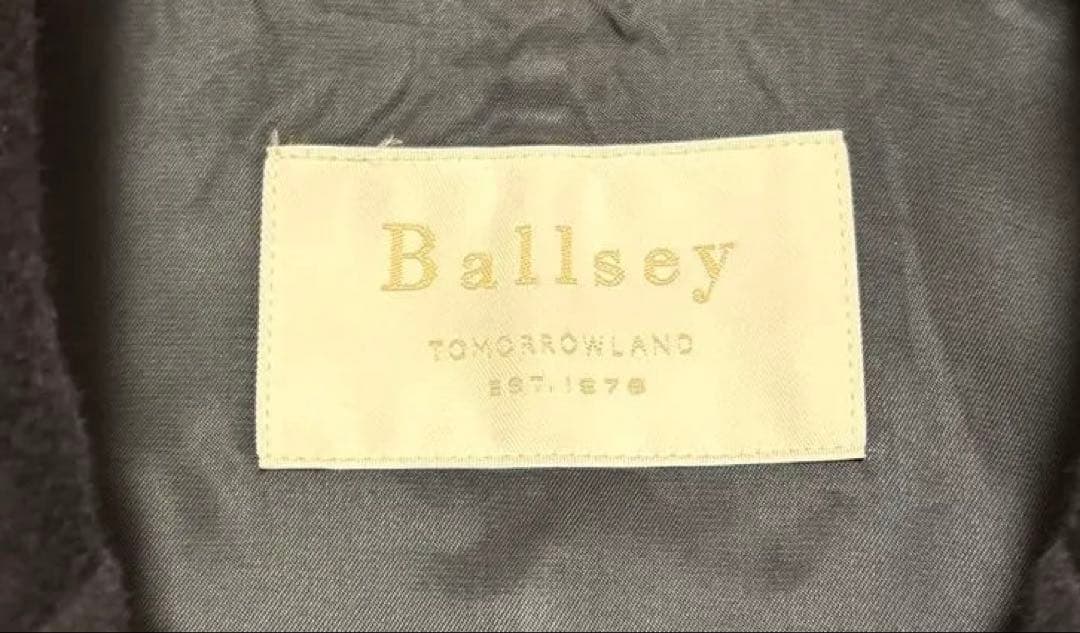 Ballsey
TOMORROWLAND
EST. 1978